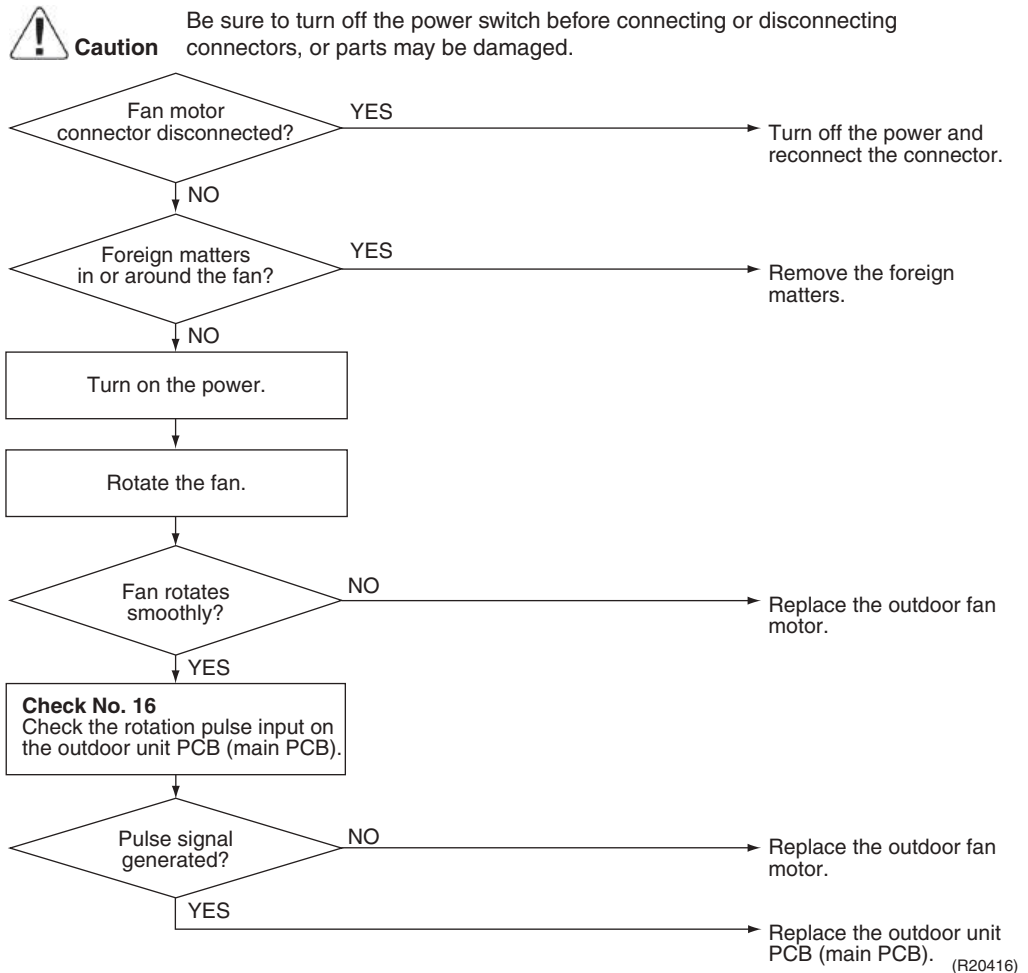 Be sure to turn off the power switch before connecting or disconnecting
Caution connectors, or parts may be damaged.
Fan motor
connector disconnected?
YES
Turn off the power and
reconnect the connector.
NO
Foreign matters
in or around the fan?
YES
Remove the foreign
matters.
NO
Turn on the power.
Rotate the fan.
Fan rotates
smoothly?
NO
Replace the outdoor fan
motor.
YES
Check No. 16
Check the rotation pulse input on
the outdoor unit PCB (main PCB).
Pulse signal
generated?
NO
Replace the outdoor fan
motor.
YES
Replace the outdoor unit
PCB (main PCB).
(R20416)